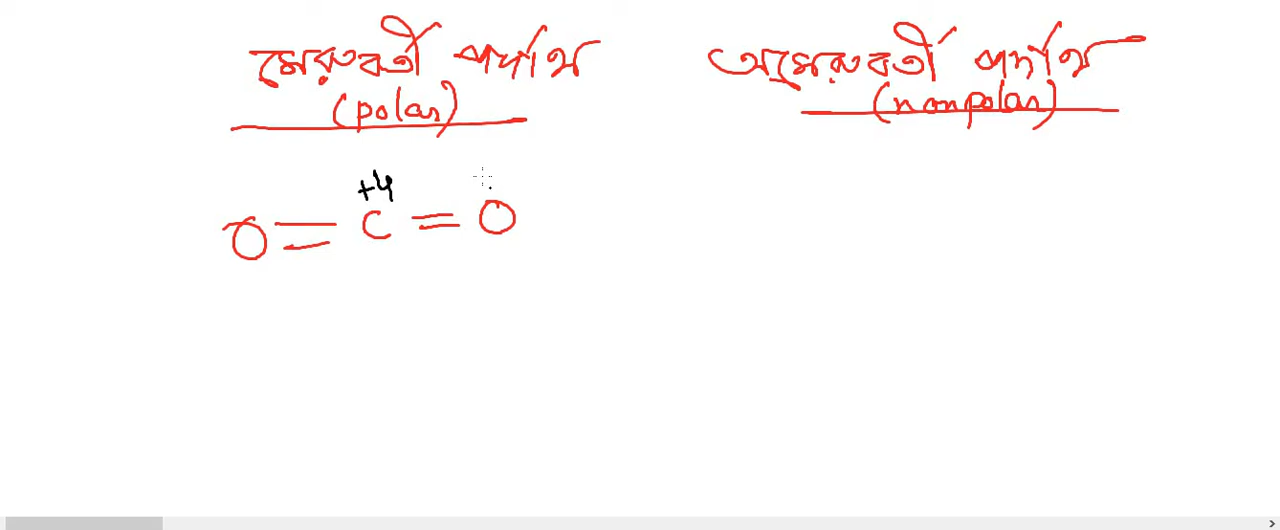 মেরুবর্তী পদার্থ
(polar)
অমেরুবর্তী পদার্থ
(nonpolar)
+4
O = C = O